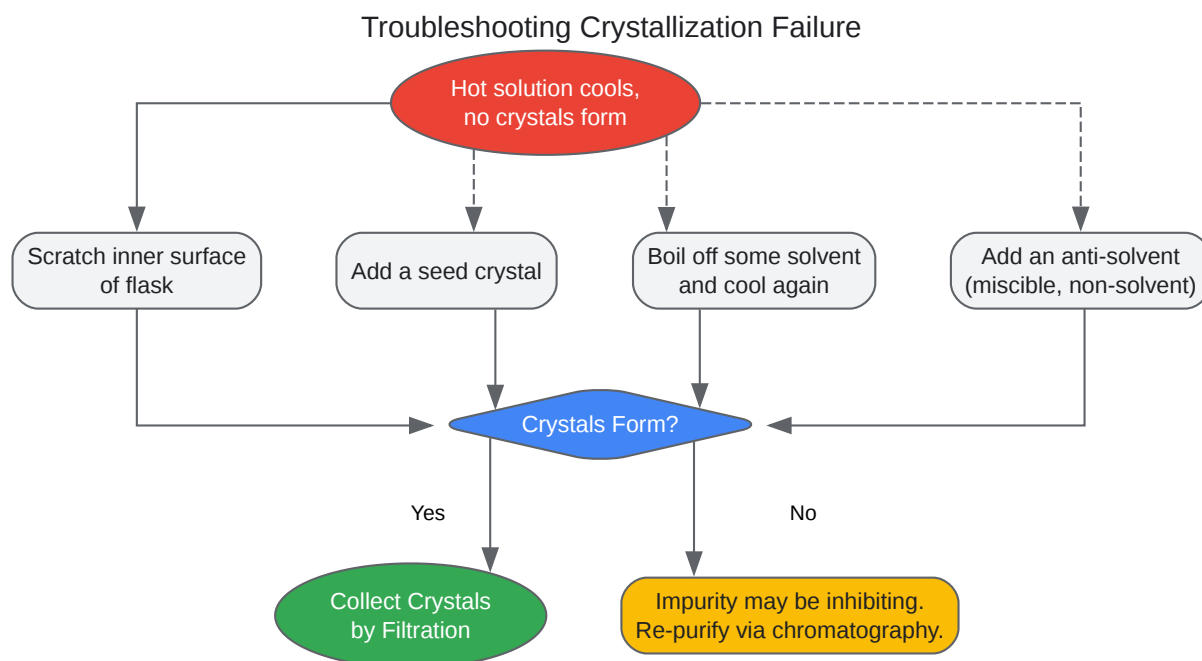 Troubleshooting Crystallization Failure
Hot solution cools,
no crystals form
Scratch inner surface
of flask
Add a seed crystal
Boil off some solvent
and cool again
Add an anti-solvent
(miscible, non-solvent)
Crystals Form?
Yes
No
Collect Crystals
by Filtration
Impurity may be inhibiting.
Re-purify via chromatography.